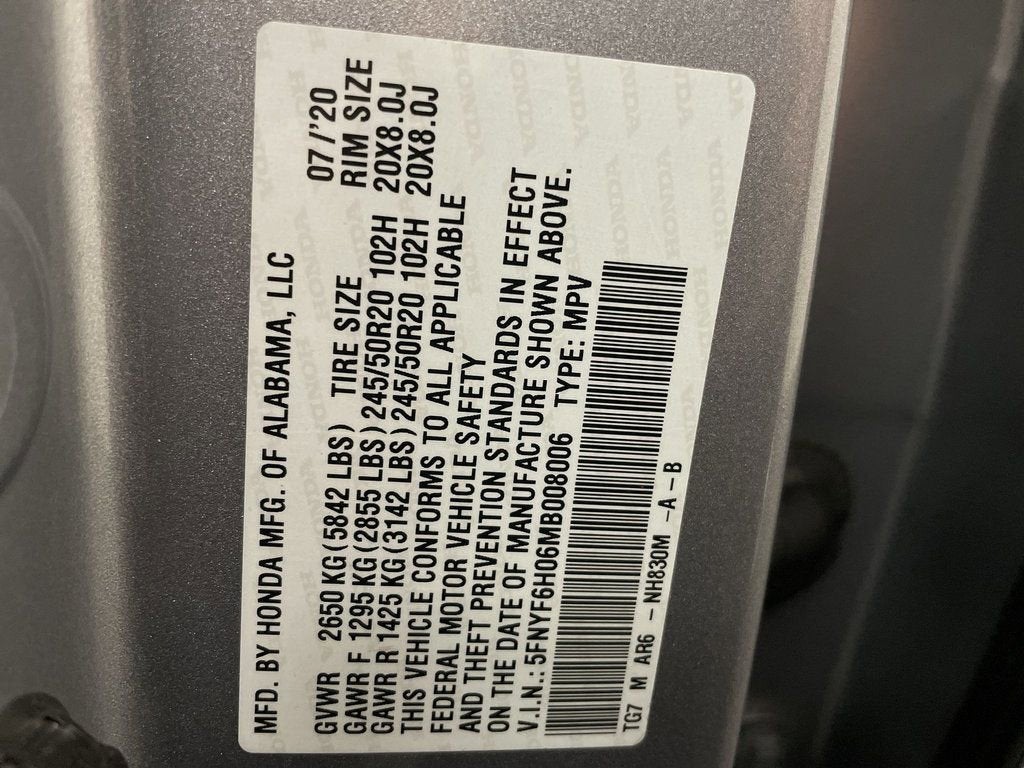 MFD. BY HONDA MFG. OF ALABAMA, LLC
07/'20
GVWR 2650 KG (5842 LBS) TIRE SIZE RIM SIZE
GAWR F 1295 KG (2855 LBS) 245/50R20 102H 20X8.0J
GAWR R 1425 KG (3142 LBS) 245/50R20 102H 20X8.0J
THIS VEHICLE CONFORMS TO ALL APPLICABLE
FEDERAL MOTOR VEHICLE SAFETY
AND THEFT PREVENTION STANDARDS IN EFFECT
ON THE DATE OF MANUFACTURE SHOWN ABOVE.
V.I.N.: 5FNYF6H06MB008006 TYPE: MPV
TG7 M AR6 - NH830M -A - B